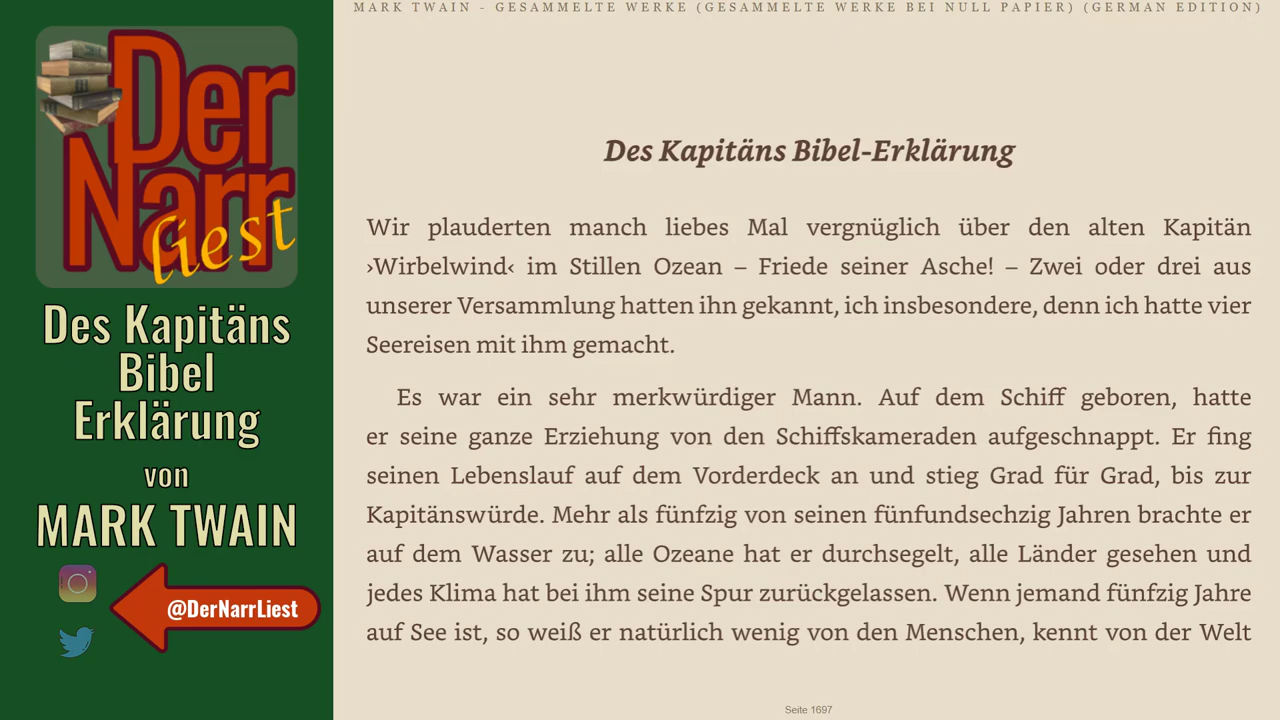 Der
Narr
liest
Des Kapitäns
Bibel
Erklärung
von
MARK TWAIN
@DerNarrLiest
MARK TWAIN - GESAMMELTE WERKE (GESAMMELTE WERKE BEI NULL PAPIER) (GERMAN EDITION)
Des Kapitäns Bibel-Erklärung
Wir plauderten manch liebes Mal vergnüglich über den alten Kapitän
›Wirbelwind‹ im Stillen Ozean – Friede seiner Asche! – Zwei oder drei aus
unserer Versammlung hatten ihn gekannt, ich insbesondere, denn ich hatte vier
Seereisen mit ihm gemacht.
Es war ein sehr merkwürdiger Mann. Auf dem Schiff geboren, hatte
er seine ganze Erziehung von den Schiffskameraden aufgeschnappt. Er fing
seinen Lebenslauf auf dem Vorderdeck an und stieg Grad für Grad, bis zur
Kapitänswürde. Mehr als fünfzig von seinen fünfundsechzig Jahren brachte er
auf dem Wasser zu; alle Ozeane hat er durchsegelt, alle Länder gesehen und
jedes Klima hat bei ihm seine Spur zurückgelassen. Wenn jemand fünfzig Jahre
auf See ist, so weiß er natürlich wenig von den Menschen, kennt von der Welt
Seite 1697